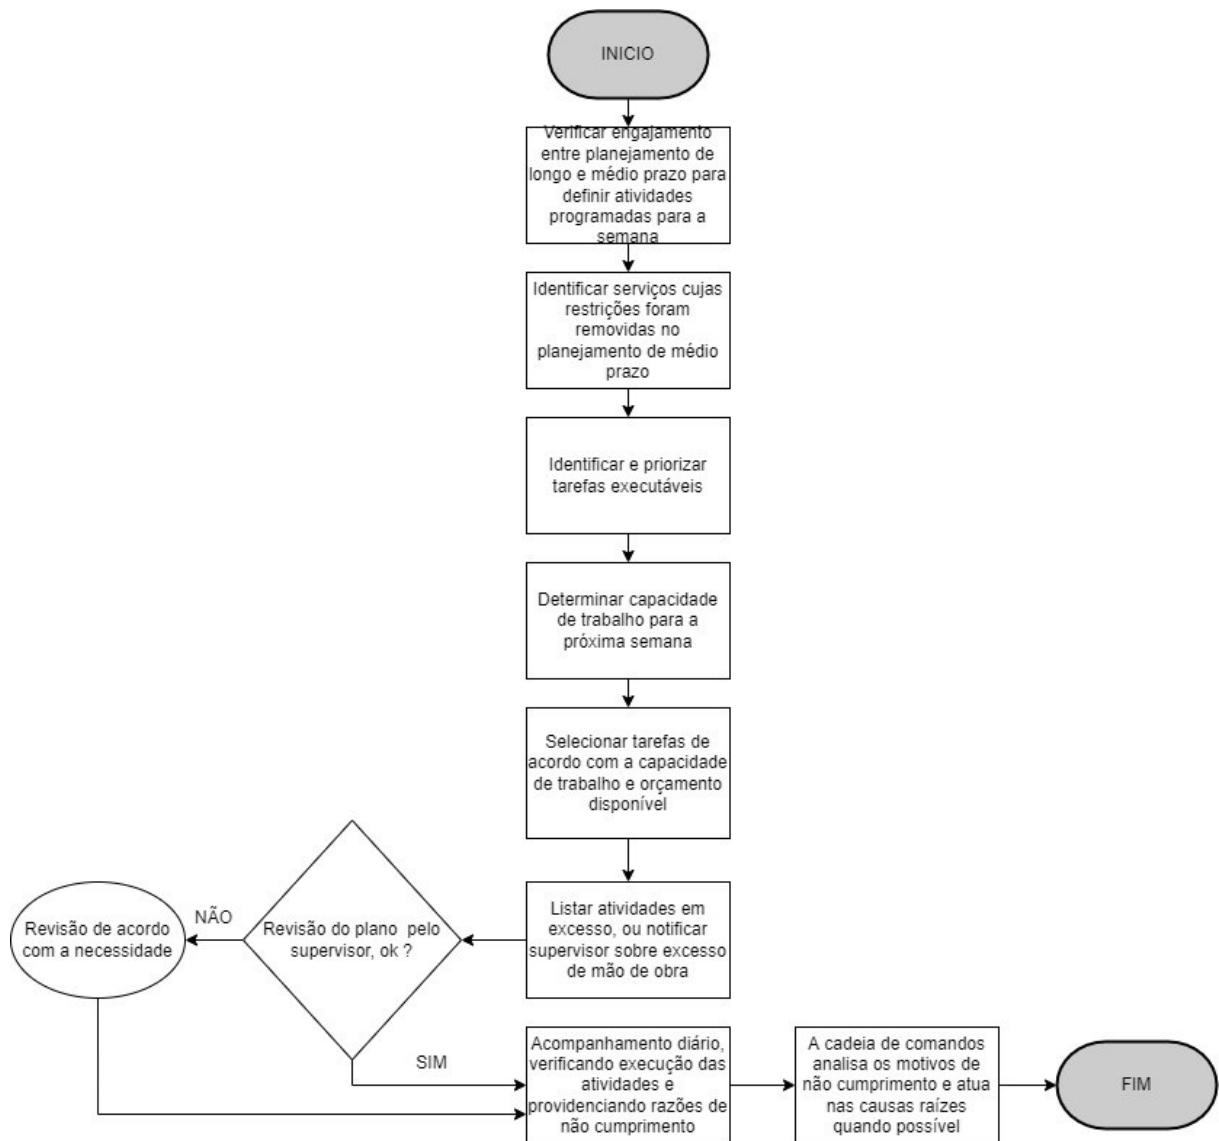 INICIO
Verificar engajamento
entre planejamento de
longo e médio prazo para
definir atividades
programadas para a
semana
Identificar serviços cujas
restrições foram
removidas no
planejamento de médio
prazo
Identificar e priorizar
tarefas executáveis
Determinar capacidade
de trabalho para a
próxima semana
Selecionar tarefas de
acordo com a capacidade
de trabalho e orçamento
disponível
Listar atividades em
excesso, ou notificar
supervisor sobre excesso
de mão de obra
Revisão do plano pelo
supervisor, ok ?
NÃO
Revisão de acordo
com a necessidade
SIM
Acompanhamento diário,
verificando execução das
atividades e
providenciando razões de
não cumprimento
A cadeia de comandos
analisa os motivos de
não cumprimento e atua
nas causas raízes
quando possível
FIM